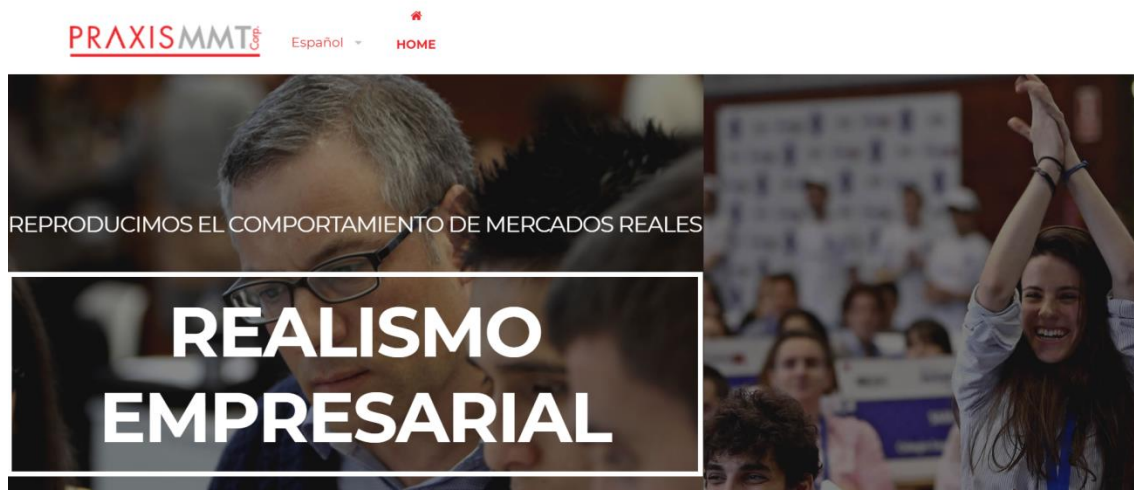 PRAXISMMT Corp.
Español
HOME
REPRODUCIMOS EL COMPORTAMIENTO DE MERCADOS REALES
REALISMO
EMPRESARIAL